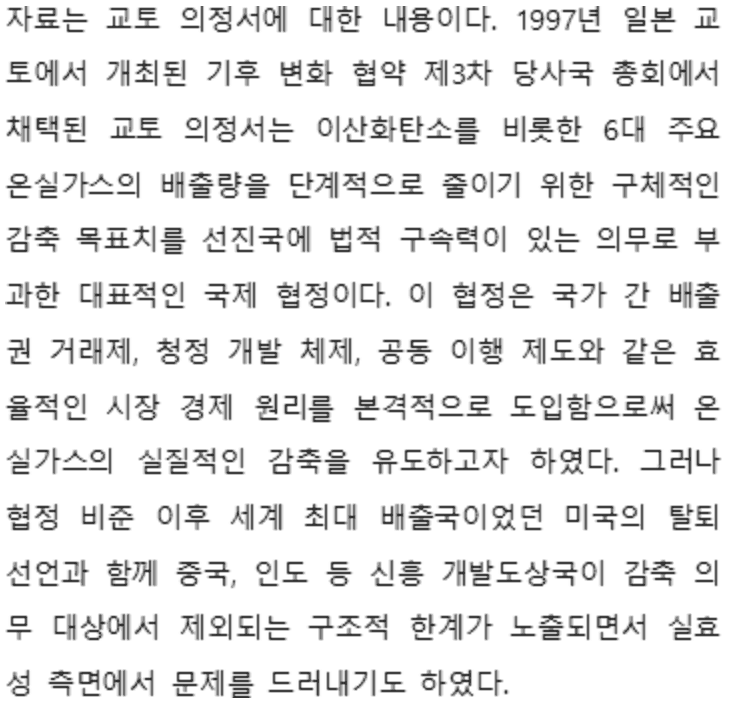 자료는 교토 의정서에 대한 내용이다. 1997년 일본 교
토에서 개최된 기후 변화 협약 제3차 당사국 총회에서
채택된 교토 의정서는 이산화탄소를 비롯한 6대 주요
온실가스의 배출량을 단계적으로 줄이기 위한 구체적인
감축 목표치를 선진국에 법적 구속력이 있는 의무로 부
과한 대표적인 국제 협정이다. 이 협정은 국가 간 배출
권 거래제, 청정 개발 체제, 공동 이행 제도와 같은 효
율적인 시장 경제 원리를 본격적으로 도입함으로써 온
실가스의 실질적인 감축을 유도하고자 하였다. 그러나
협정 비준 이후 세계 최대 배출국이었던 미국의 탈퇴
선언과 함께 중국, 인도 등 신흥 개발도상국이 감축 의
무 대상에서 제외되는 구조적 한계가 노출되면서 실효
성 측면에서 문제를 드러내기도 하였다.